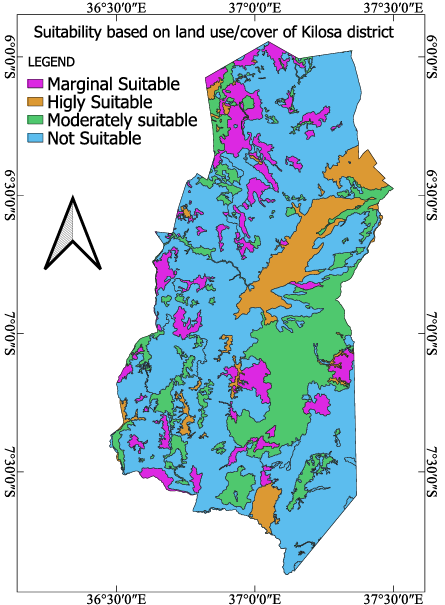 36°30'0"E 37°0'0"E 37°30'0"E
Suitability based on land use/cover of Kilosa district
LEGEND
Marginal Suitable
Higly Suitable
Moderately suitable
Not Suitable
6°0'0"S
6°30'0"S
7°0'0"S
7°30'0"S
6°0'0"S
6°30'0"S
7°0'0"S
7°30'0"S
36°30'0"E 37°0'0"E 37°30'0"E